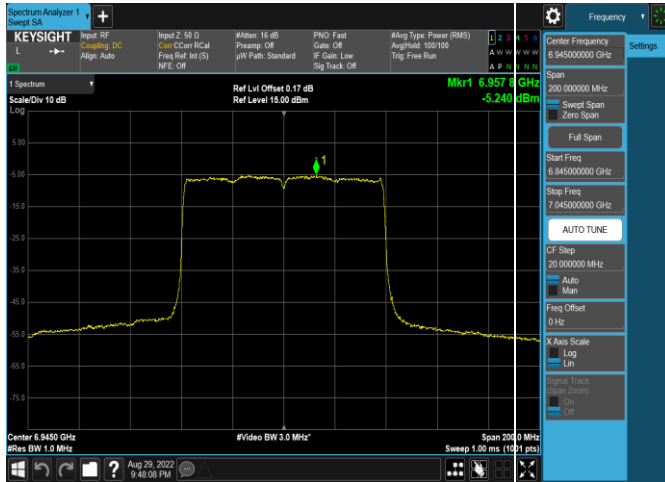 Spectrum Analyzer 1
Swept SA
Frequency
KEYSIGHT
L
Input: RF
Coupling: DC
Align: Auto
Input Z: 50 Ω
Corr CCorr RCal
Freq Ref: Int (S)
NFE: Off
#Atten: 16 dB
Preamp: Off
µW Path: Standard
PNO: Fast
Gate: Off
IF Gain: Low
Sig Track: Off
#Avg Type: Power (RMS)
Avg|Hold: 100/100
Trig: Free Run
1 2 3 4 5 6
A W W W W W
A P N N N N
1 Spectrum
Scale/Div 10 dB
Log
Ref Lvl Offset 0.17 dB
Ref Level 15.00 dBm
Mkr1 6.957 8 GHz
-5.240 dBm
1
5.00
-5.00
-15.0
-25.0
-35.0
-45.0
-55.0
-65.0
-75.0
Center 6.9450 GHz
#Res BW 1.0 MHz
#Video BW 3.0 MHz*
Span 200.0 MHz
Sweep 1.00 ms (1001 pts)
Aug 29, 2022
9:48:08 PM
Center Frequency
6.945000000 GHz
Settings
Span
200.000000 MHz
Swept Span
Zero Span
Full Span
Start Freq
6.845000000 GHz
Stop Freq
7.045000000 GHz
AUTO TUNE
CF Step
20.000000 MHz
Auto
Man
Freq Offset
0 Hz
X Axis Scale
Log
Lin
Signal Track
(Span Zoom)
On
Off